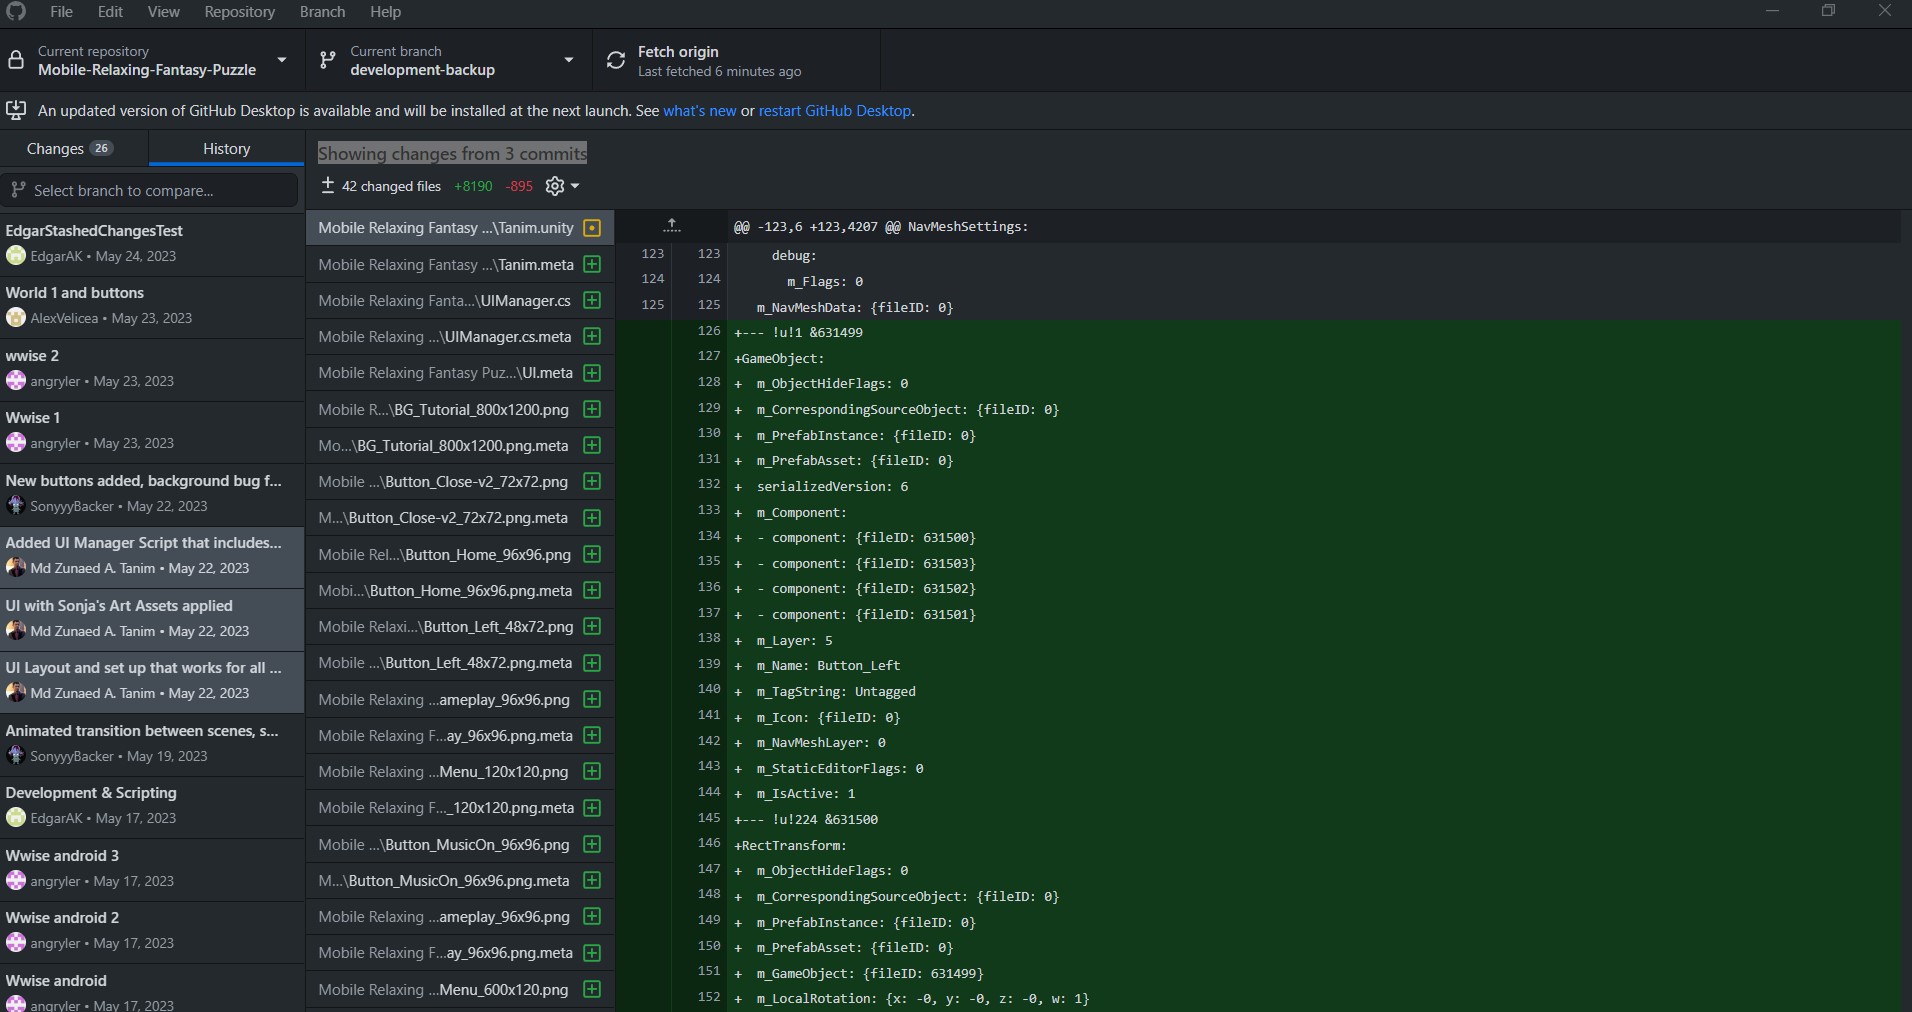 File Edit View Repository Branch Help
Current repository
Mobile-Relaxing-Fantasy-Puzzle
Current branch
development-backup
Fetch origin
Last fetched 6 minutes ago
An updated version of GitHub Desktop is available and will be installed at the next launch. See what's new or restart GitHub Desktop.
Changes 26 History
Select branch to compare...
EdgarStashedChangesTest
EdgarAK • May 24, 2023
World 1 and buttons
AlexVelicea • May 23, 2023
wwise 2
angryler • May 23, 2023
Wwise 1
angryler • May 23, 2023
New buttons added, background bug f...
SonyyyBacker • May 22, 2023
Added UI Manager Script that includes...
Md Zunaed A. Tanim • May 22, 2023
UI with Sonja's Art Assets applied
Md Zunaed A. Tanim • May 22, 2023
UI Layout and set up that works for all ...
Md Zunaed A. Tanim • May 22, 2023
Animated transition between scenes, s...
SonyyyBacker • May 19, 2023
Development & Scripting
EdgarAK • May 17, 2023
Wwise android 3
angryler • May 17, 2023
Wwise android 2
angryler • May 17, 2023
Wwise android
angryler • May 17, 2023
Showing changes from 3 commits
42 changed files +8190 -895
Mobile Relaxing Fantasy ...\Tanim.unity
Mobile Relaxing Fantasy ...\Tanim.meta
Mobile Relaxing Fanta...\UIManager.cs
Mobile Relaxing ...\UIManager.cs.meta
Mobile Relaxing Fantasy Puz...\UI.meta
Mobile R...\BG_Tutorial_800x1200.png
Mo...\BG_Tutorial_800x1200.png.meta
Mobile ...\Button_Close-v2_72x72.png
M...\Button_Close-v2_72x72.png.meta
Mobile Rel...\Button_Home_96x96.png
Mobi...\Button_Home_96x96.png.meta
Mobile Relaxi...\Button_Left_48x72.png
Mobile ...\Button_Left_48x72.png.meta
Mobile Relaxing ...ameplay_96x96.png
Mobile Relaxing F...ay_96x96.png.meta
Mobile Relaxing ...Menu_120x120.png
Mobile Relaxing F..._120x120.png.meta
Mobile ...\Button_MusicOn_96x96.png
M...\Button_MusicOn_96x96.png.meta
Mobile Relaxing ...ameplay_96x96.png
Mobile Relaxing F...ay_96x96.png.meta
Mobile Relaxing ...Menu_600x120.png
@@ -123,6 +123,4207 @@ NavMeshSettings:
123 123 debug:
124 124 m_Flags: 0
125 125 m_NavMeshData: {fileID: 0}
126 +--- !u!1 &631499
127 +GameObject:
128 + m_ObjectHideFlags: 0
129 + m_CorrespondingSourceObject: {fileID: 0}
130 + m_PrefabInstance: {fileID: 0}
131 + m_PrefabAsset: {fileID: 0}
132 + serializedVersion: 6
133 + m_Component:
134 + - component: {fileID: 631500}
135 + - component: {fileID: 631503}
136 + - component: {fileID: 631502}
137 + - component: {fileID: 631501}
138 + m_Layer: 5
139 + m_Name: Button_Left
140 + m_TagString: Untagged
141 + m_Icon: {fileID: 0}
142 + m_NavMeshLayer: 0
143 + m_StaticEditorFlags: 0
144 + m_IsActive: 1
145 +--- !u!224 &631500
146 +RectTransform:
147 + m_ObjectHideFlags: 0
148 + m_CorrespondingSourceObject: {fileID: 0}
149 + m_PrefabInstance: {fileID: 0}
150 + m_PrefabAsset: {fileID: 0}
151 + m_GameObject: {fileID: 631499}
152 + m_LocalRotation: {x: -0, y: -0, z: -0, w: 1}